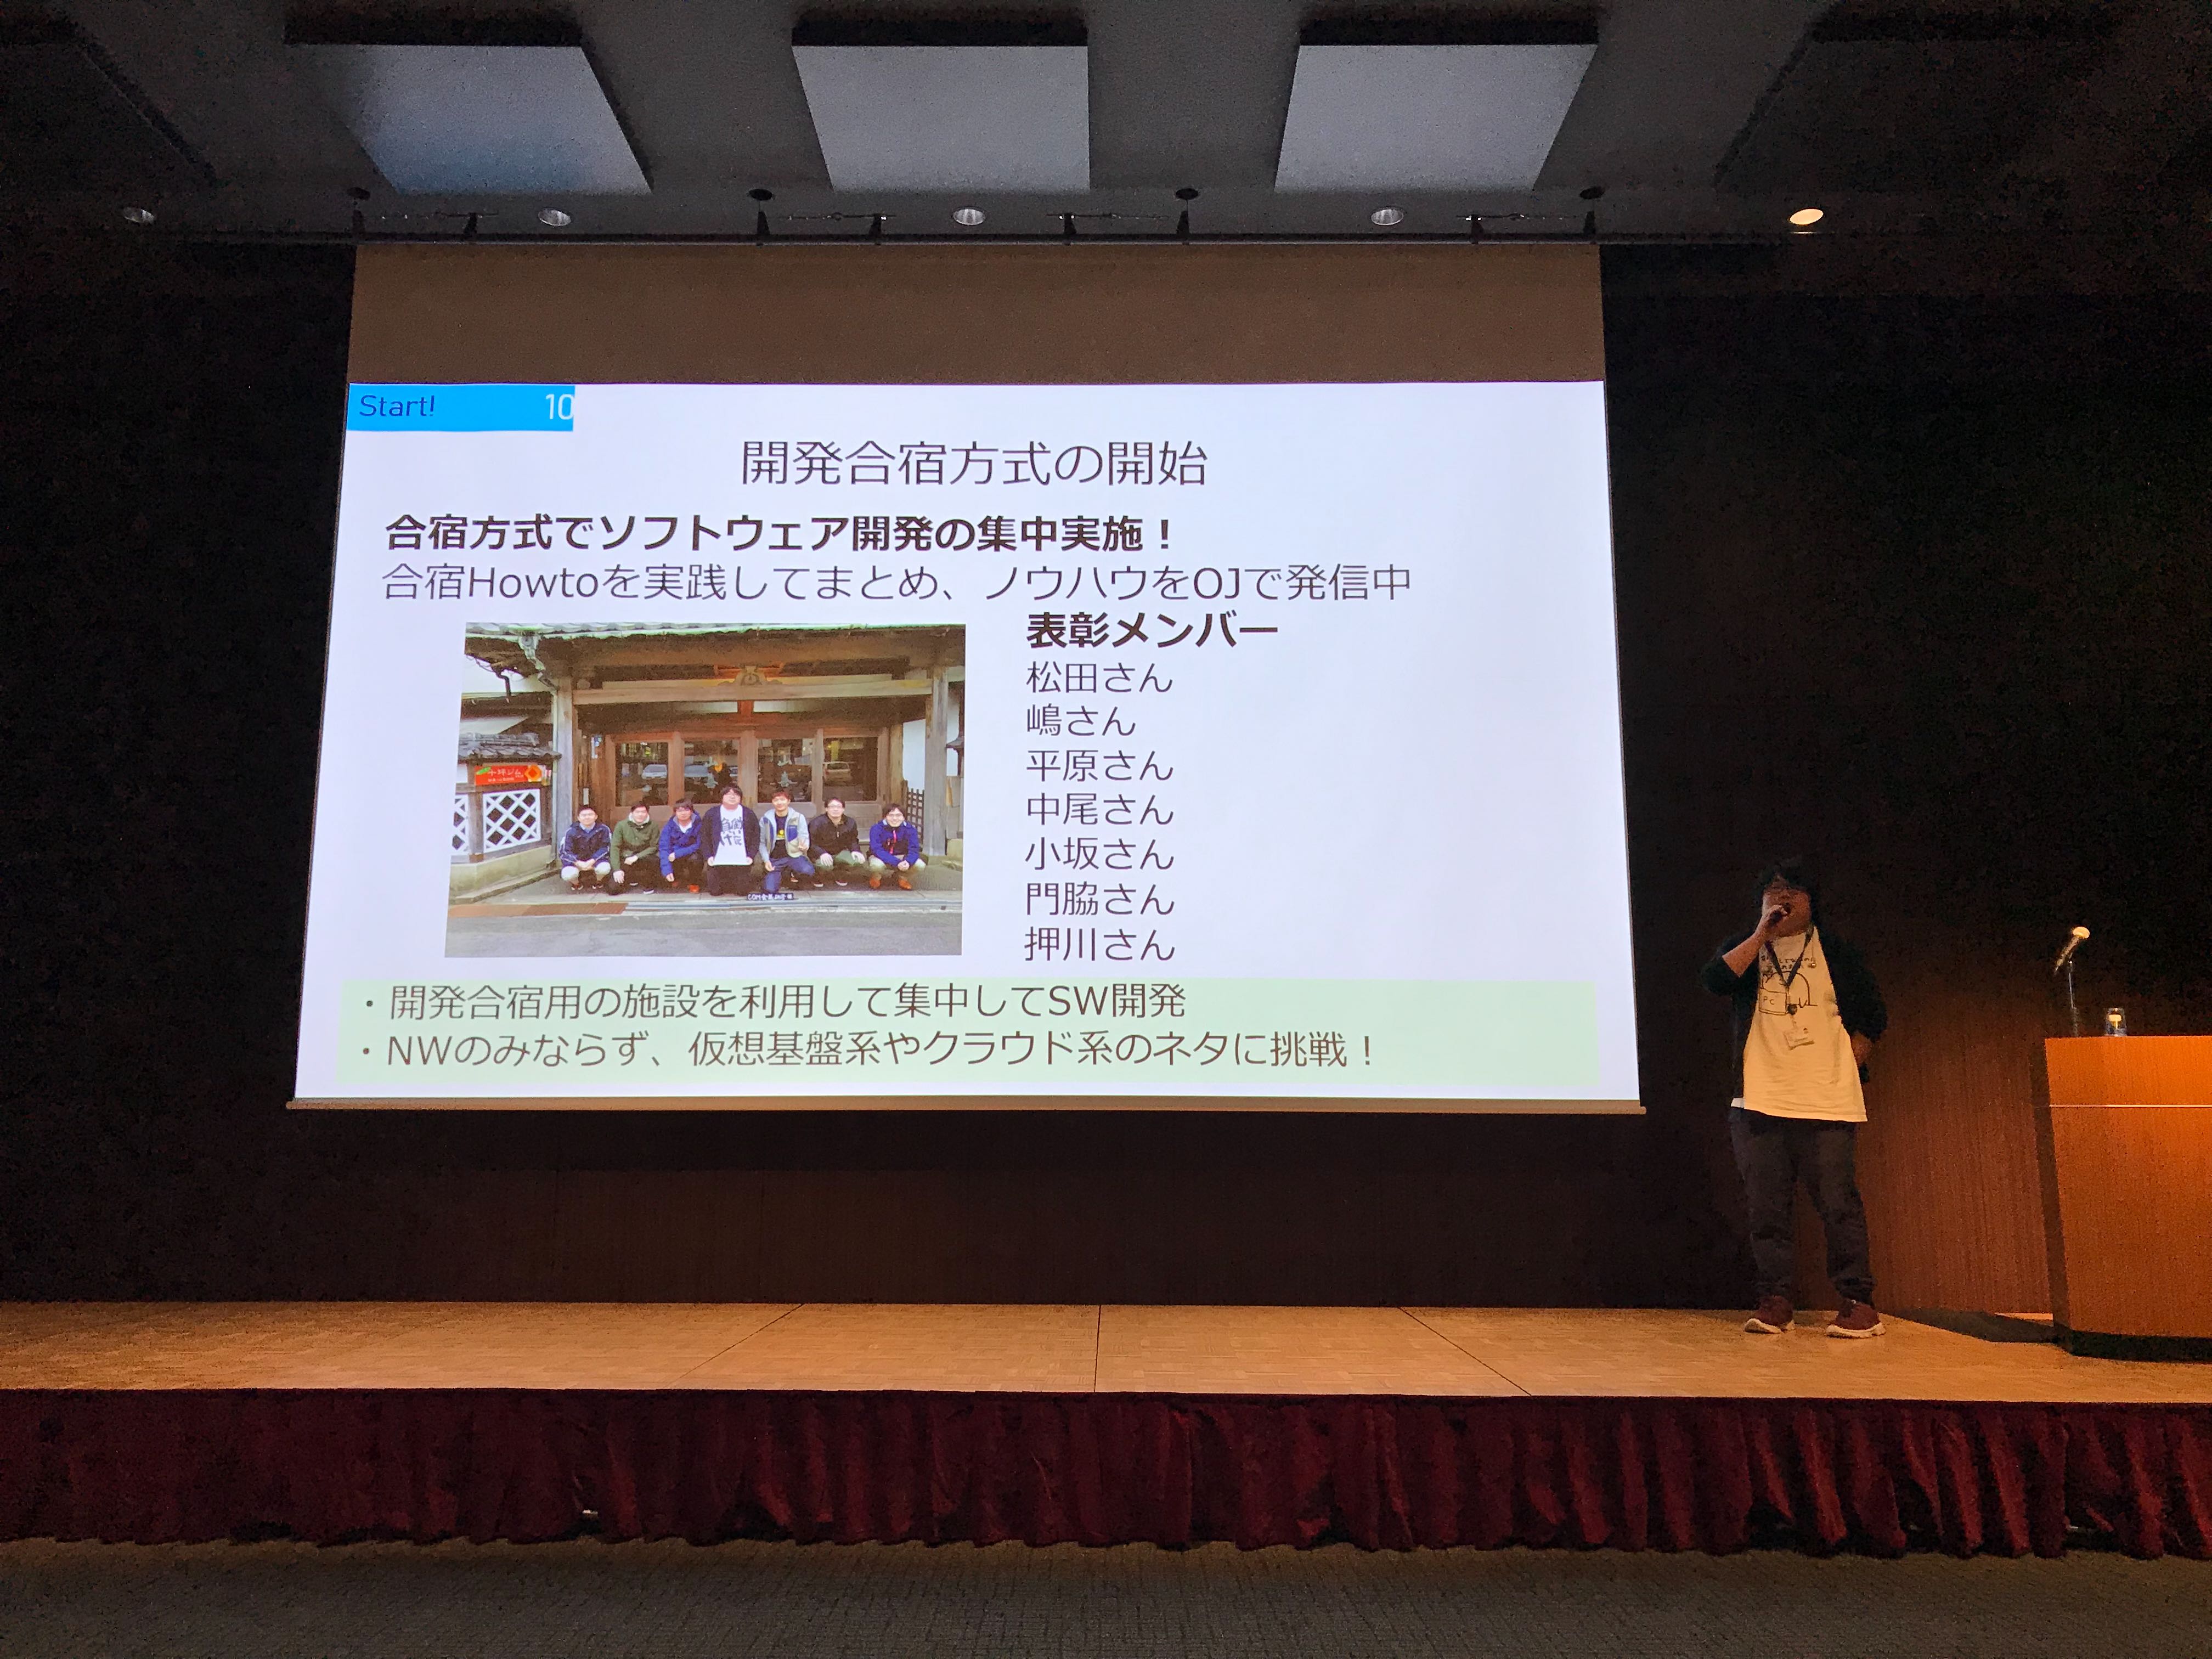 Start! 10
開発合宿方式の開始
合宿方式でソフトウェア開発の集中実施！
合宿Howtoを実践してまとめ、ノウハウをOJで発信中
表彰メンバー
松田さん
嶋さん
平原さん
中尾さん
小坂さん
門脇さん
押川さん
・開発合宿用の施設を利用して集中してSW開発
・NWのみならず、仮想基盤系やクラウド系のネタに挑戦！
PC